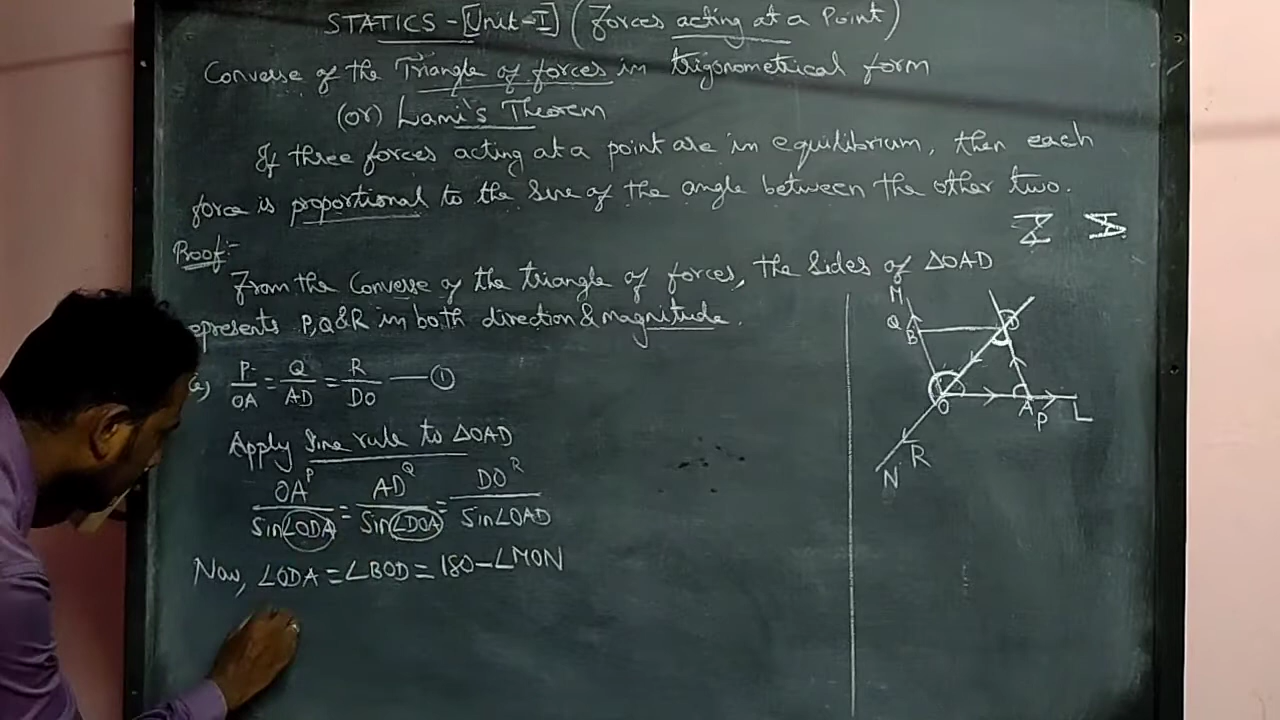 STATICS - [Unit-I] (Forces acting at a Point)
Converse of the Triangle of forces in trigonometrical form
(or) Lami's Theorem
If three forces acting at a point are in equilibrium, then each
force is proportional to the Sine of the angle between the other two.
Proof:-
From the Converse of the triangle of forces, the Sides of ΔOAD
epresents P,Q&R in both direction & magnitude.
e) P/OA = Q/AD = R/DO — ①
Apply Sine rule to ΔOAD
OA P/Sin∠ODA = AD Q/Sin∠DOA = DO R/Sin∠OAD
Now, ∠ODA = ∠BOD = 180-∠MON
Z
M
Q
B
D
O
A
P
L
R
N